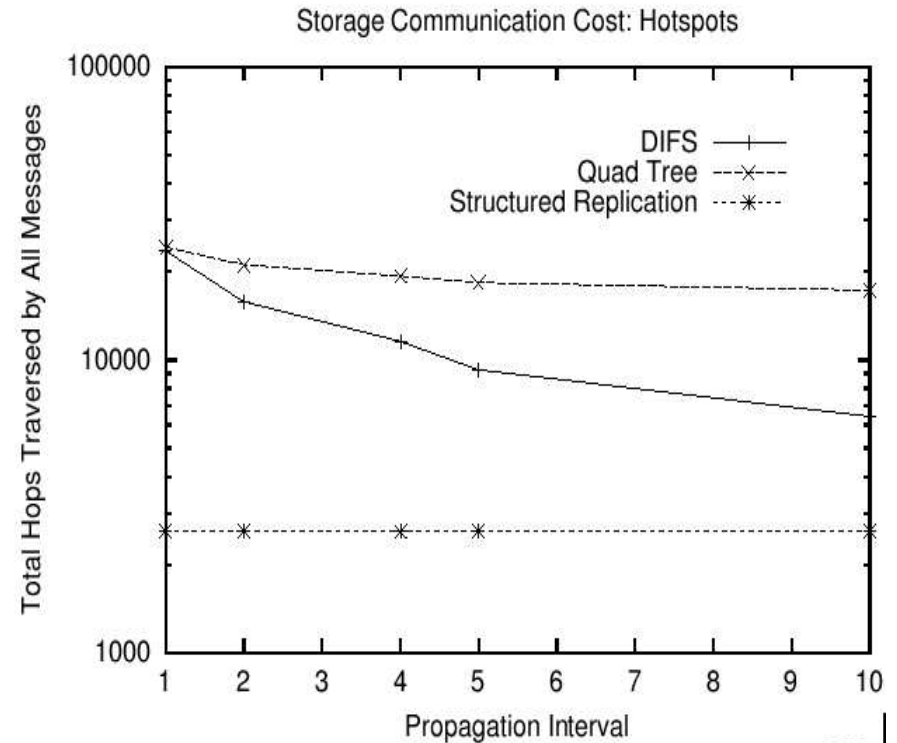 Storage Communication Cost: Hotspots
100000
10000
1000
Total Hops Traversed by All Messages
DIFS
Quad Tree
Structured Replication
1 2 3 4 5 6 7 8 9 10
Propagation Interval